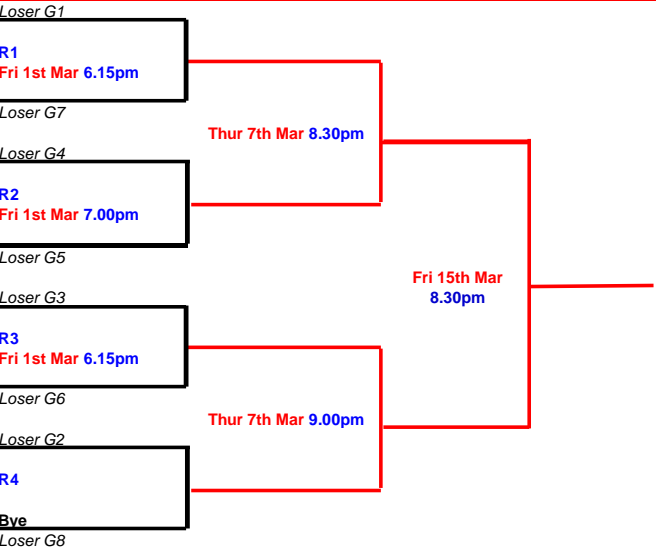 Loser G1
R1
Fri 1st Mar 6.15pm
Loser G7
Thur 7th Mar 8.30pm
Loser G4
R2
Fri 1st Mar 7.00pm
Loser G5
Fri 15th Mar
8.30pm
Loser G3
R3
Fri 1st Mar 6.15pm
Loser G6
Thur 7th Mar 9.00pm
Loser G2
R4
Bye
Loser G8